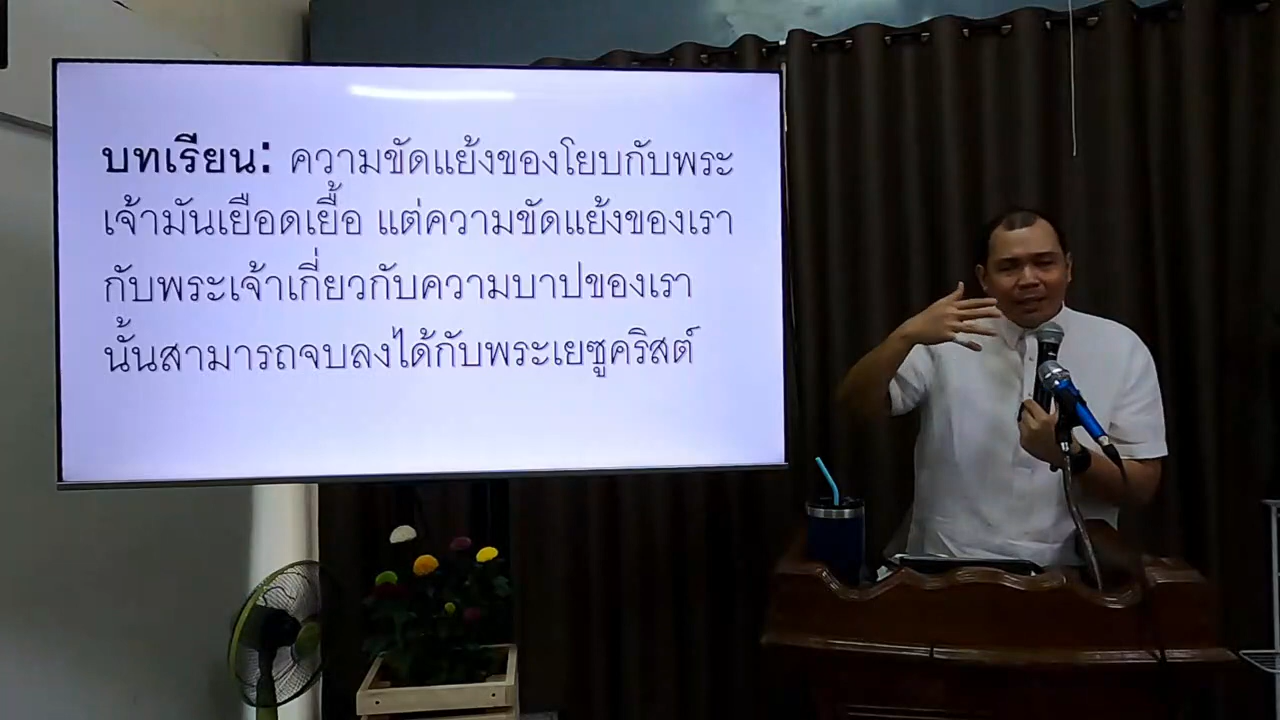 บทเรียน: ความขัดแย้งของโยบกับพระ
เจ้ามันเยือดเยื้อ แต่ความขัดแย้งของเรา
กับพระเจ้าเกี่ยวกับความบาปของเรา
นั้นสามารถจบลงได้กับพระเยซูคริสต์